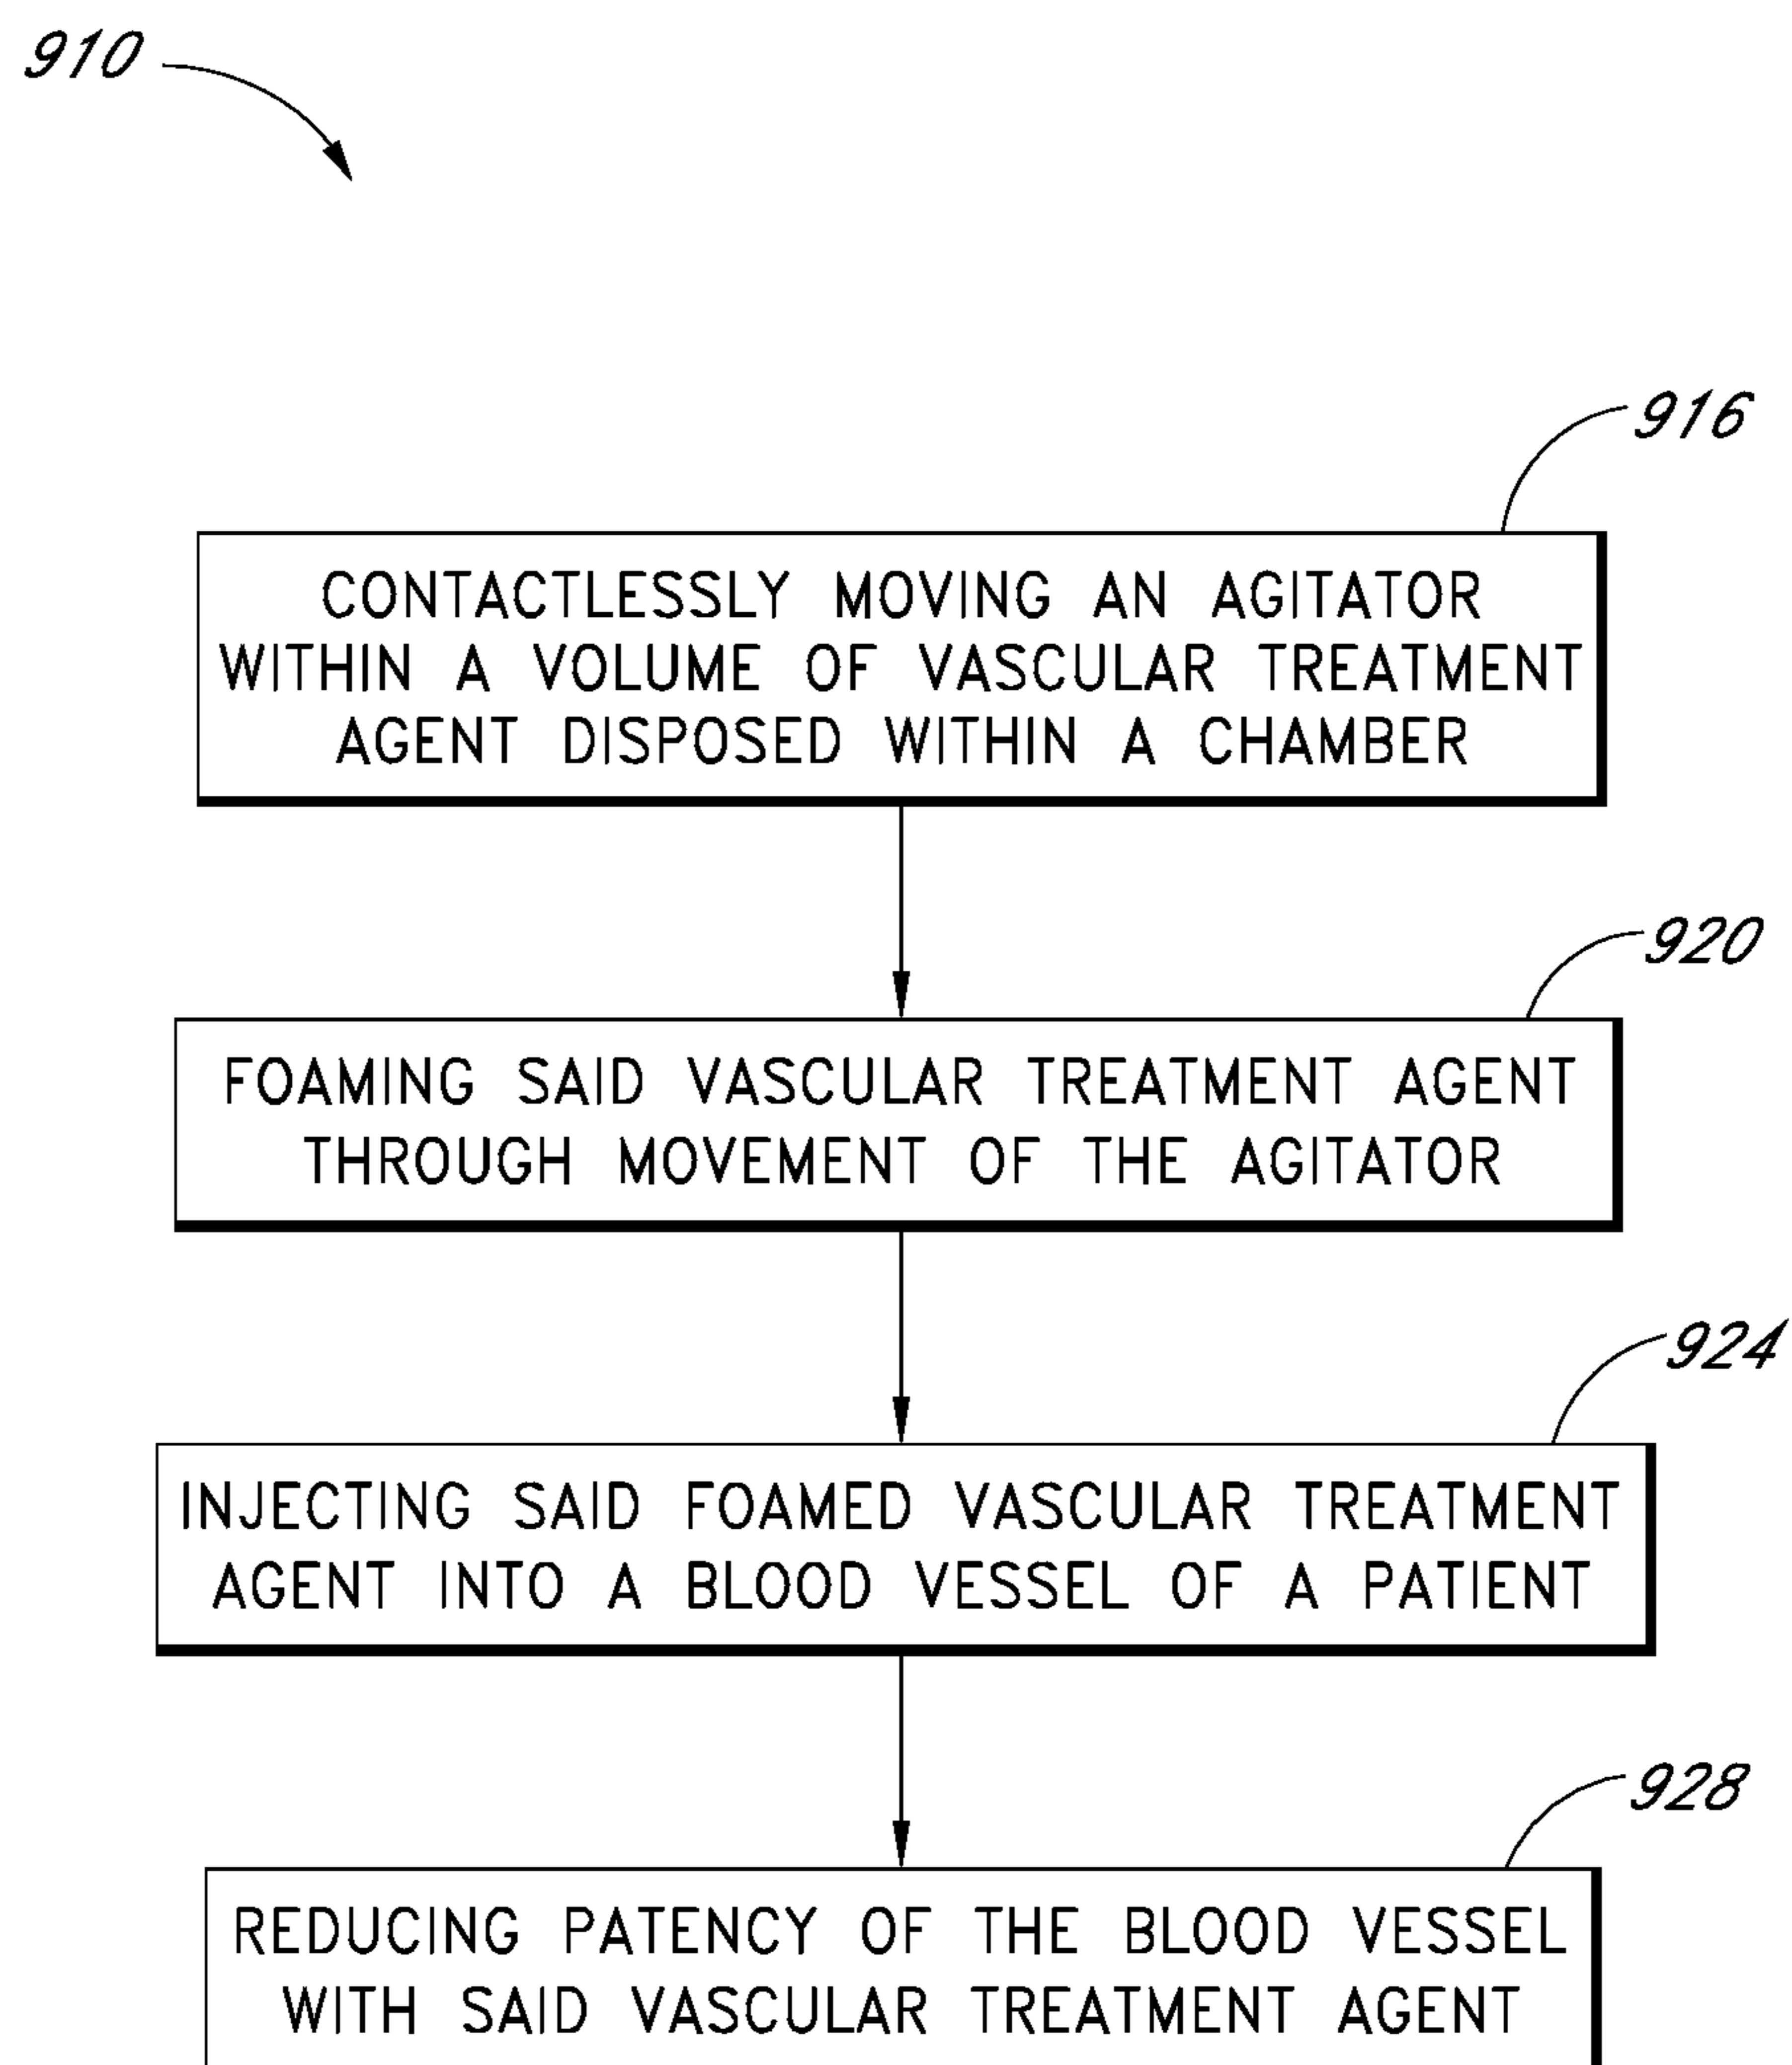 910
916
CONTACTLESSLY MOVING AN AGITATOR
WITHIN A VOLUME OF VASCULAR TREATMENT
AGENT DISPOSED WITHIN A CHAMBER
920
FOAMING SAID VASCULAR TREATMENT AGENT
THROUGH MOVEMENT OF THE AGITATOR
924
INJECTING SAID FOAMED VASCULAR TREATMENT
AGENT INTO A BLOOD VESSEL OF A PATIENT
928
REDUCING PATENCY OF THE BLOOD VESSEL
WITH SAID VASCULAR TREATMENT AGENT